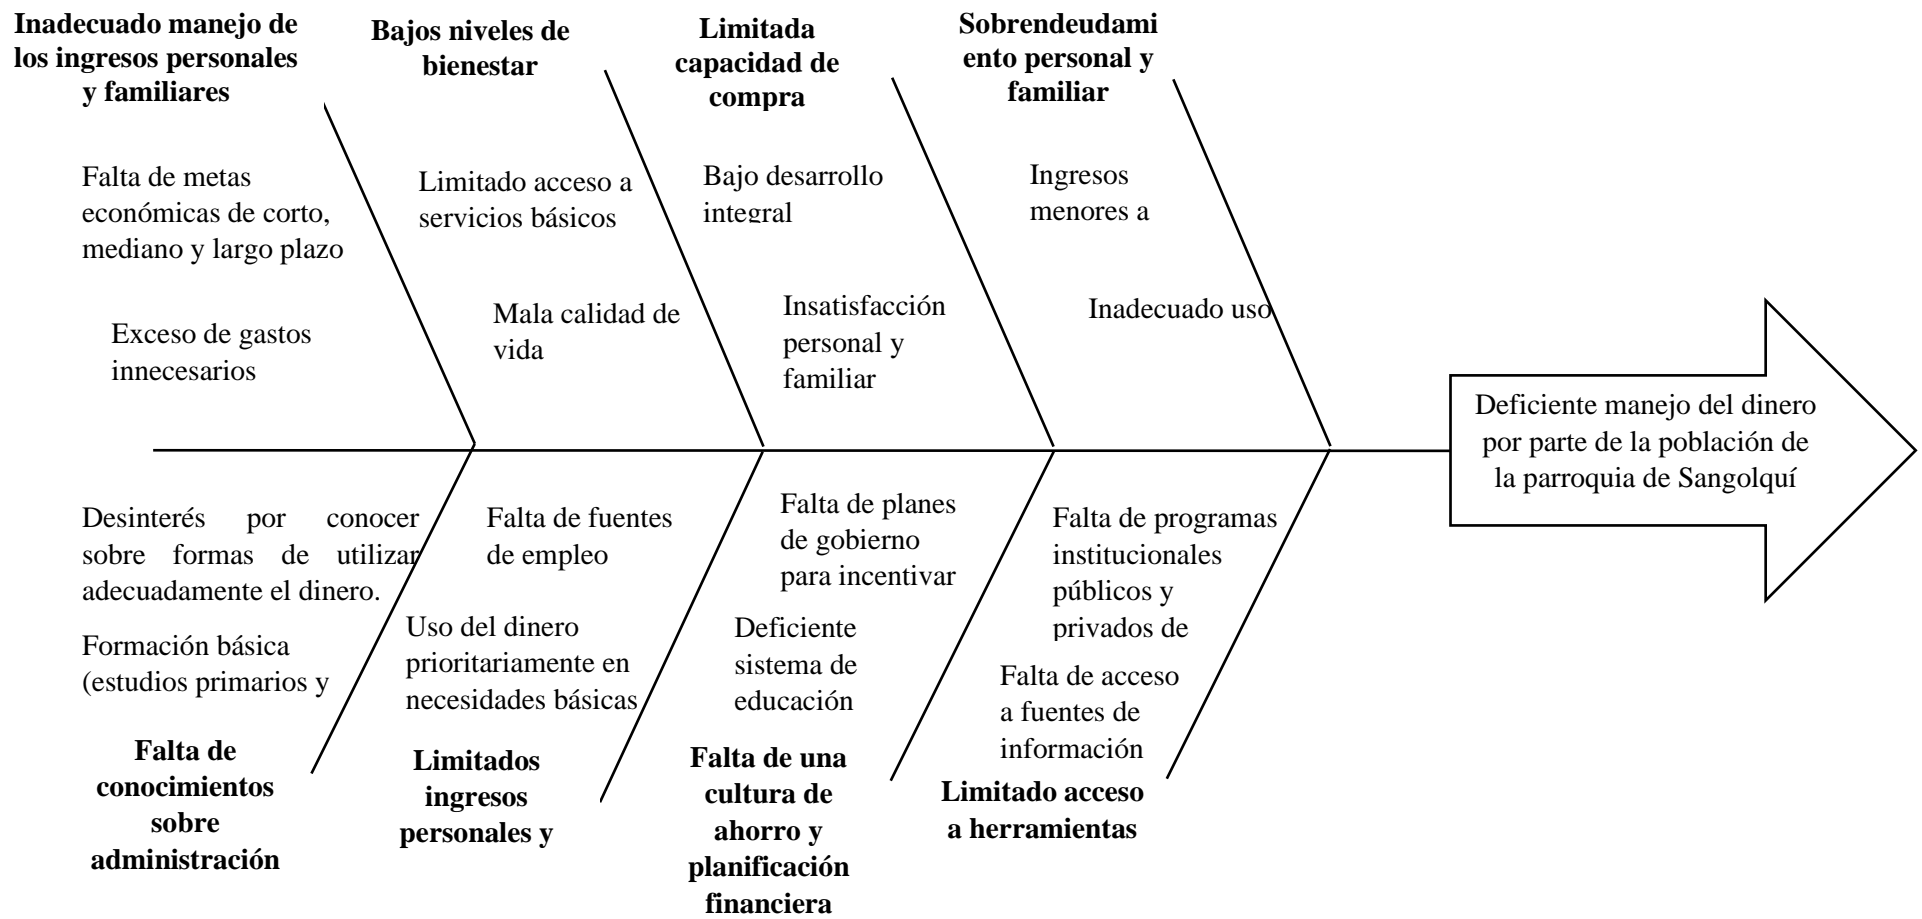 Inadecuado manejo de
los ingresos personales
y familiares
Bajos niveles de
bienestar
Limitada
capacidad de
compra
Sobrendeudami
ento personal y
familiar
Falta de metas
económicas de corto,
mediano y largo plazo
Limitado acceso a
servicios básicos
Bajo desarrollo
integral
Ingresos
menores a
Exceso de gastos
innecesarios
Mala calidad de
vida
Insatisfacción
personal y
familiar
Inadecuado uso
Deficiente manejo del dinero
por parte de la población de
la parroquia de Sangolquí
Desinterés por conocer
sobre formas de utilizar
adecuadamente el dinero.
Falta de fuentes
de empleo
Falta de planes
de gobierno
para incentivar
Falta de programas
institucionales
públicos y
privados de
Formación básica
(estudios primarios y
Uso del dinero
prioritariamente en
necesidades básicas
Deficiente
sistema de
educación
Falta de acceso
a fuentes de
información
Falta de
conocimientos
sobre
administración
Limitados
ingresos
personales y
Falta de una
cultura de
ahorro y
planificación
financiera
Limitado acceso
a herramientas